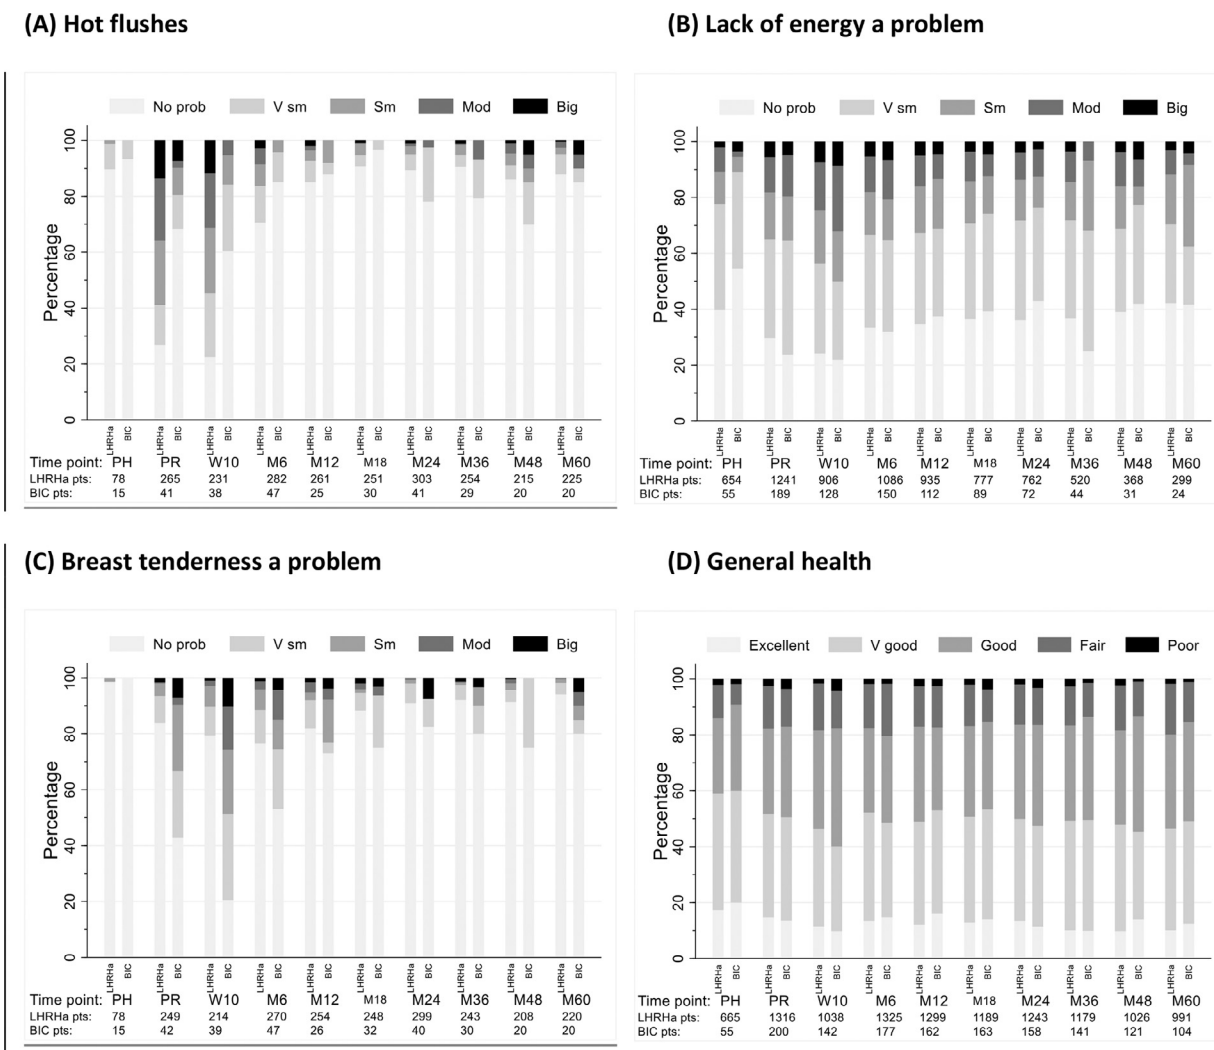 (A) Hot flushes
No prob V sm Sm Mod Big
Percentage
100
80
60
40
20
0
LHRHa BIC LHRHa BIC LHRHa BIC LHRHa BIC LHRHa BIC LHRHa BIC LHRHa BIC LHRHa BIC LHRHa BIC LHRHa BIC
Time point: PH PR W10 M6 M12 M18 M24 M36 M48 M60
LHRHa pts: 78 265 231 282 261 251 303 254 215 225
BIC pts: 15 41 38 47 25 30 41 29 20 20
(B) Lack of energy a problem
No prob V sm Sm Mod Big
Percentage
100
80
60
40
20
0
LHRHa BIC LHRHa BIC LHRHa BIC LHRHa BIC LHRHa BIC LHRHa BIC LHRHa BIC LHRHa BIC LHRHa BIC LHRHa BIC
Time point: PH PR W10 M6 M12 M18 M24 M36 M48 M60
LHRHa pts: 654 1241 906 1086 935 777 762 520 368 299
BIC pts: 55 189 128 150 112 89 72 44 31 24
(C) Breast tenderness a problem
No prob V sm Sm Mod Big
Percentage
100
80
60
40
20
0
LHRHa BIC LHRHa BIC LHRHa BIC LHRHa BIC LHRHa BIC LHRHa BIC LHRHa BIC LHRHa BIC LHRHa BIC LHRHa BIC
Time point: PH PR W10 M6 M12 M18 M24 M36 M48 M60
LHRHa pts: 78 249 214 270 254 248 299 243 208 220
BIC pts: 15 42 39 47 26 32 40 30 20 20
(D) General health
Excellent V good Good Fair Poor
Percentage
100
80
60
40
20
0
LHRHa BIC LHRHa BIC LHRHa BIC LHRHa BIC LHRHa BIC LHRHa BIC LHRHa BIC LHRHa BIC LHRHa BIC LHRHa BIC
Time point: PH PR W10 M6 M12 M18 M24 M36 M48 M60
LHRHa pts: 665 1316 1038 1325 1299 1189 1243 1179 1026 991
BIC pts: 55 200 142 177 162 163 158 141 121 104